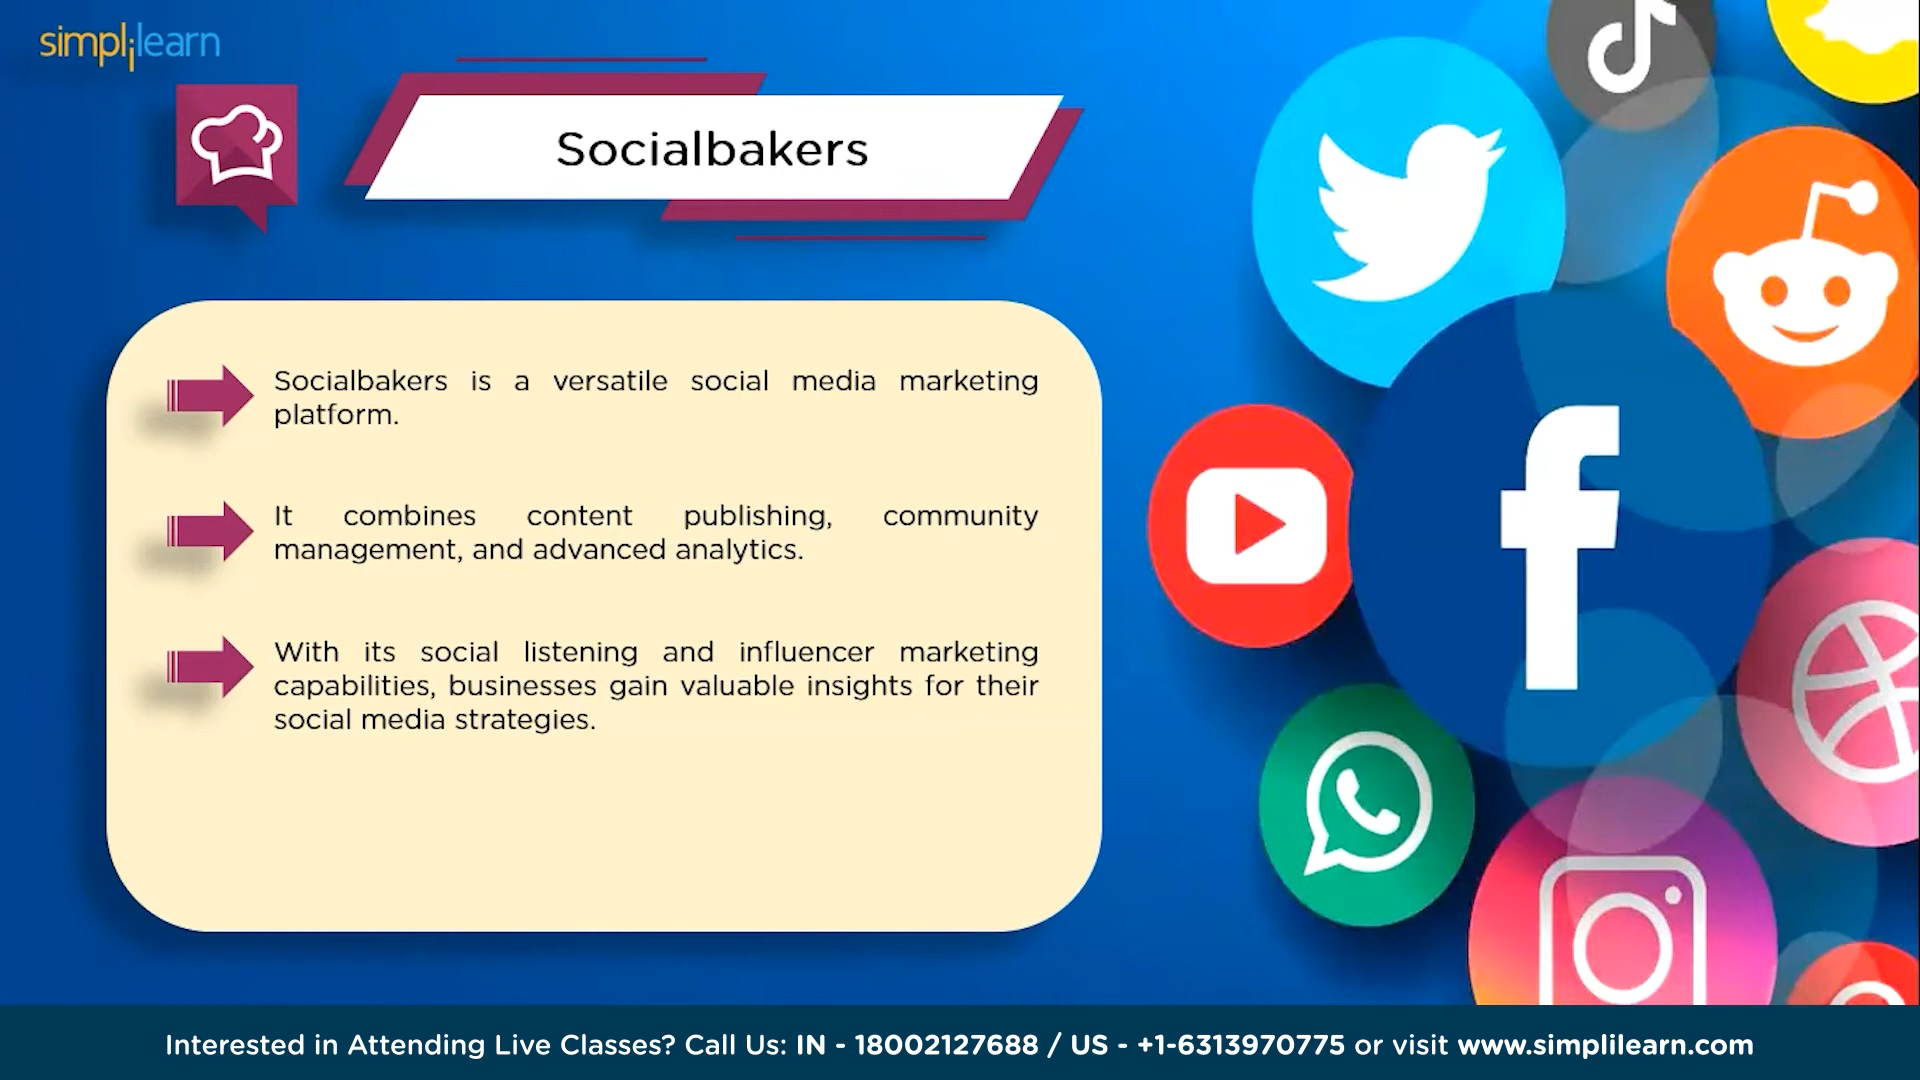 simplilearn
Socialbakers
Socialbakers is a versatile social media marketing
platform.
It combines content publishing, community
management, and advanced analytics.
With its social listening and influencer marketing
capabilities, businesses gain valuable insights for their
social media strategies.
Interested in Attending Live Classes? Call Us: IN - 18002127688 / US - +1-6313970775 or visit www.simplilearn.com